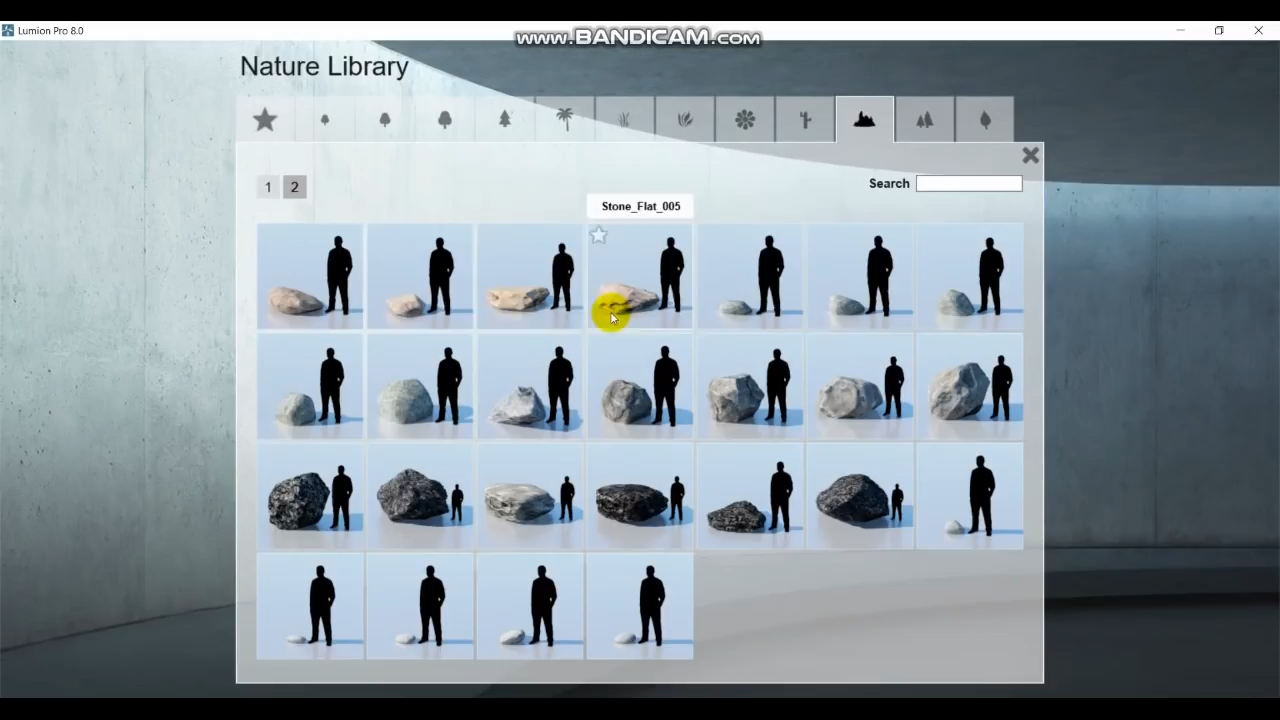 Lumion Pro 8.0
www.BANDICAM.com
Nature Library
1 2
Search
Stone_Flat_005